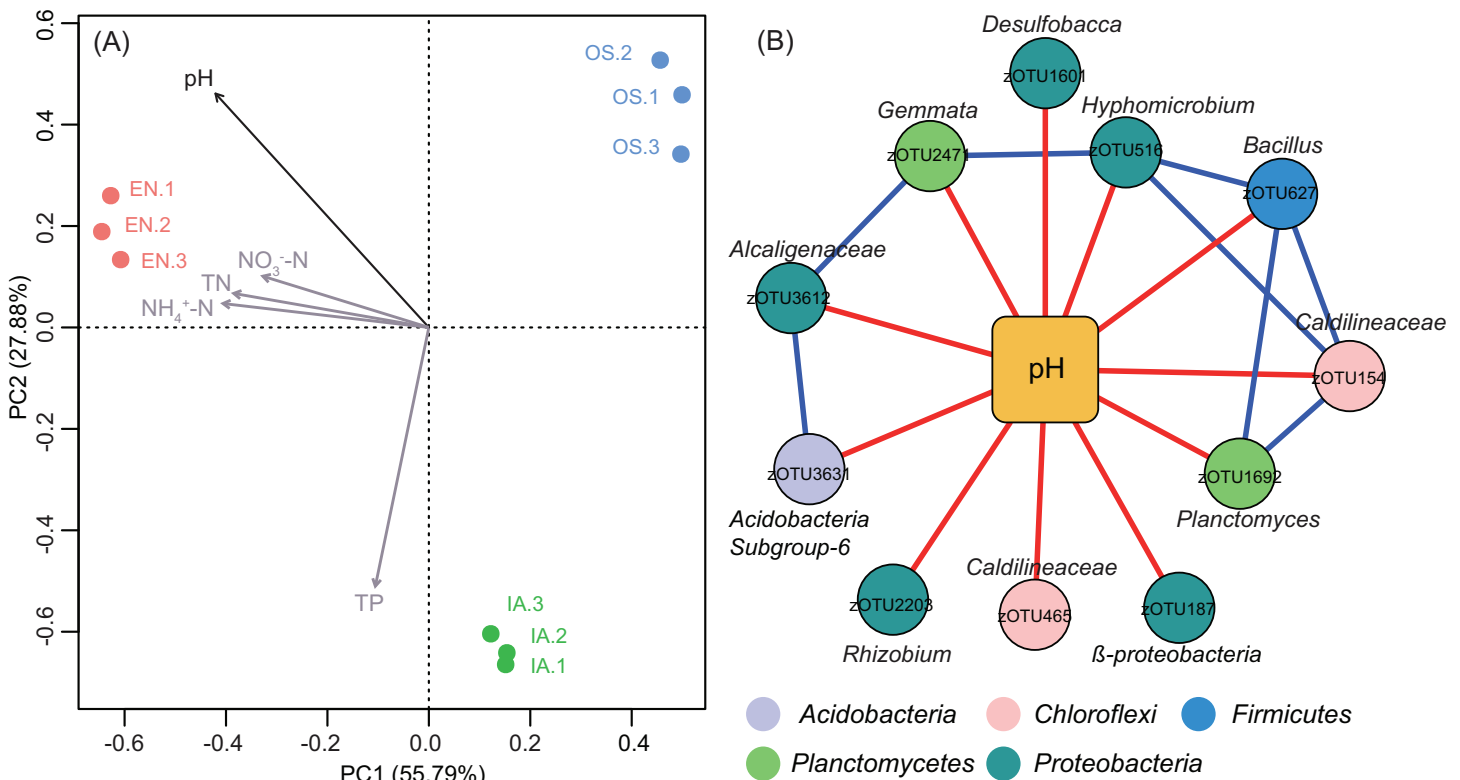 (A)
0.6
0.4
0.2
0.0
-0.2
-0.4
-0.6
PC2 (27.88%)
pH
OS.2
OS.1
OS.3
EN.1
EN.2
EN.3
NO₃⁻-N
TN
NH₄⁺-N
TP
IA.3
IA.2
IA.1
-0.6 -0.4 -0.2 0.0 0.2 0.4
PC1 (55.79%)
(B)
Desulfobacca
zOTU1601
Gemmata
zOTU2471
Hyphomicrobium
zOTU516
Bacillus
zOTU627
Alcaligenaceae
zOTU3612
Caldilineaceae
zOTU154
pH
zOTU3631
Acidobacteria
Subgroup-6
zOTU1692
Planctomyces
zOTU2203
Rhizobium
Caldilineaceae
zOTU465
zOTU187
ß-proteobacteria
Acidobacteria Chloroflexi Firmicutes
Planctomycetes Proteobacteria